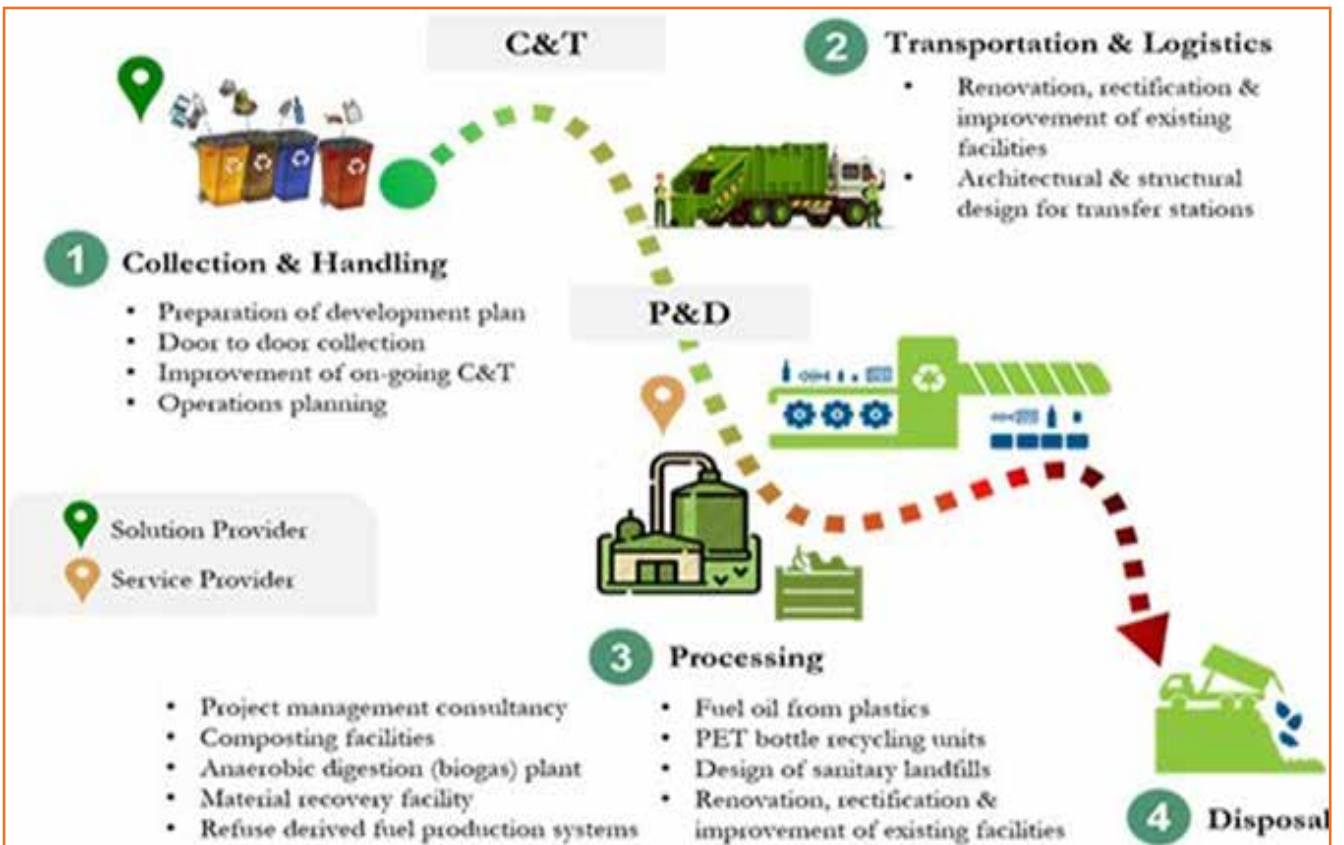 C&T
2 Transportation & Logistics
• Renovation, rectification &
improvement of existing
facilities
• Architectural & structural
design for transfer stations
1 Collection & Handling
• Preparation of development plan
• Door to door collection
• Improvement of on-going C&T
• Operations planning
P&D
Solution Provider
Service Provider
3 Processing
• Project management consultancy
• Composting facilities
• Anaerobic digestion (biogas) plant
• Material recovery facility
• Refuse derived fuel production systems
• Fuel oil from plastics
• PET bottle recycling units
• Design of sanitary landfills
• Renovation, rectification &
improvement of existing facilities
4 Disposal